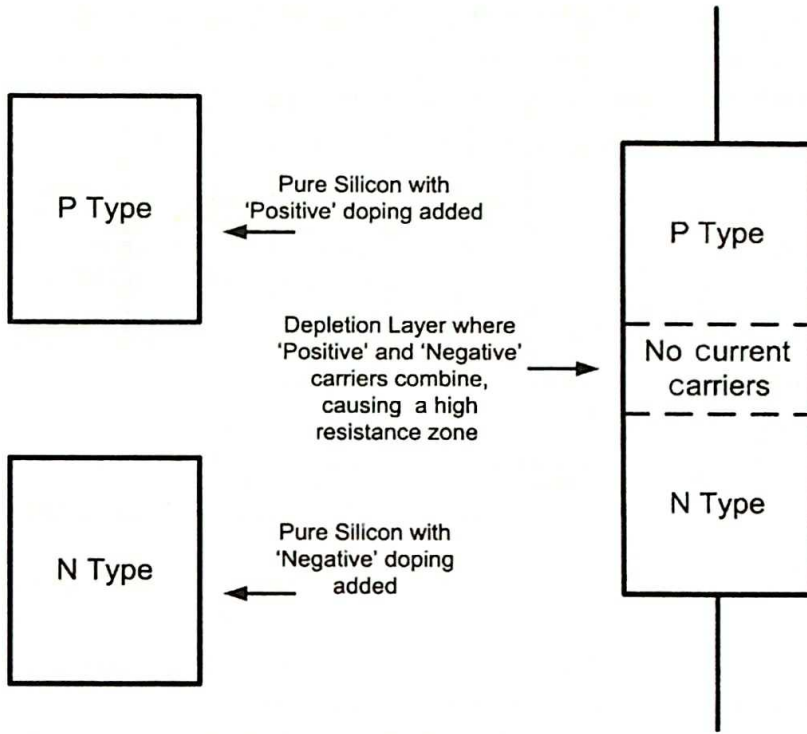 P Type
Pure Silicon with
'Positive' doping added
Depletion Layer where
'Positive' and 'Negative'
carriers combine,
causing a high
resistance zone
N Type
Pure Silicon with
'Negative' doping
added
P Type
No current
carriers
N Type